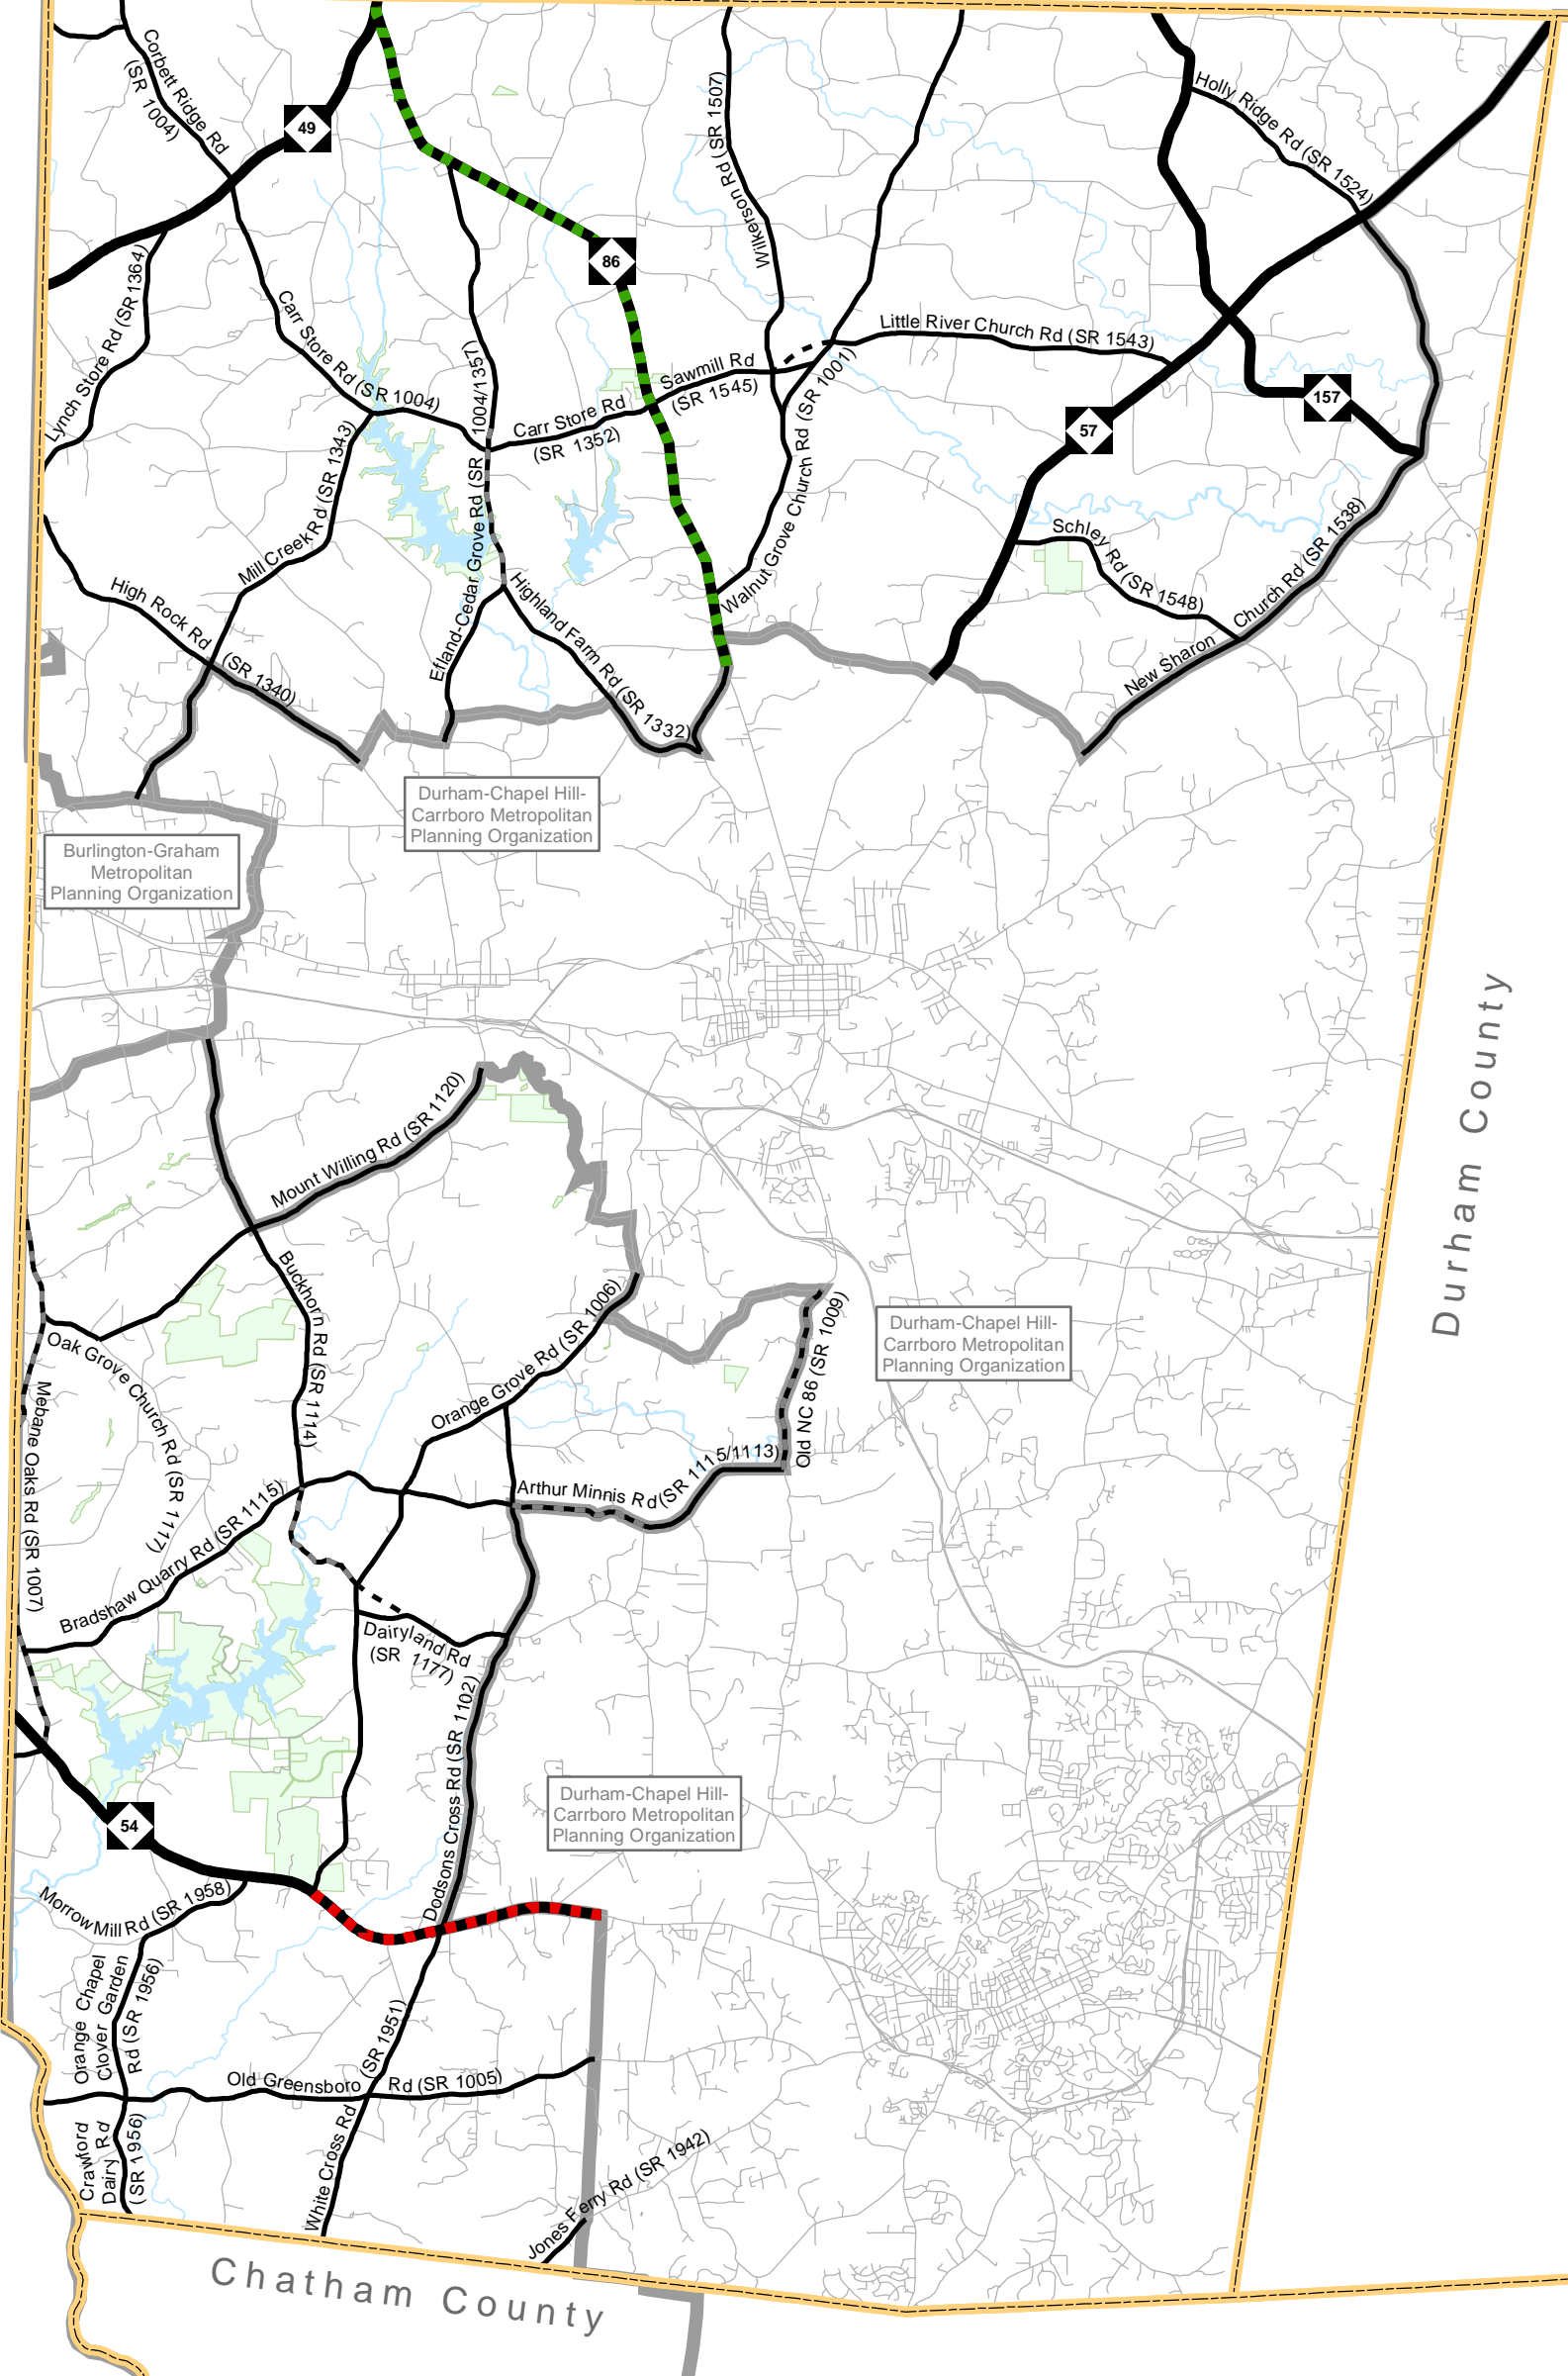 Corbett Ridge Rd
(SR 1004)
49
Holly Ridge Rd (SR 1524)
Wilkerson Rd (SR 1507)
86
Lynch Store Rd (SR 1364)
Carr Store Rd (SR 1004)
1004/1357)
Efland-Cedar Grove Rd (SR
Little River Church Rd (SR 1543)
Sawmill Rd
(SR 1545)
Carr Store Rd
(SR 1352)
157
57
Walnut Grove Church Rd (SR 1001)
Mill Creek Rd (SR 1343)
Schley Rd (SR 1548)
New Sharon
Church Rd (SR 1538)
High Rock Rd
(SR 1340)
Highland Farm Rd (SR 1332)
Durham-Chapel Hill-
Carrboro Metropolitan
Planning Organization
Burlington-Graham
Metropolitan
Planning Organization
Durham County
Mount Willing Rd (SR 1120)
Buckhorn Rd (SR 1114)
Orange Grove Rd (SR 1006)
Old NC 86 (SR 1009)
Durham-Chapel Hill-
Carrboro Metropolitan
Planning Organization
Oak Grove Church Rd (SR 1117)
Mebane Oaks Rd (SR 1007)
Arthur Minnis Rd (SR 1115/1113)
Bradshaw Quarry Rd (SR 1115)
Dairyland Rd
(SR 1177)
Dodsons Cross Rd (SR 1102)
Durham-Chapel Hill-
Carrboro Metropolitan
Planning Organization
54
Morrow Mill Rd (SR 1958)
Orange Chapel
Clover Garden
Rd (SR 1956)
Old Greensboro
Rd (SR 1005)
White Cross Rd
(SR 1951)
Crawford
Dairy Rd
(SR 1956)
Jones Ferry Rd (SR 1942)
Chatham County